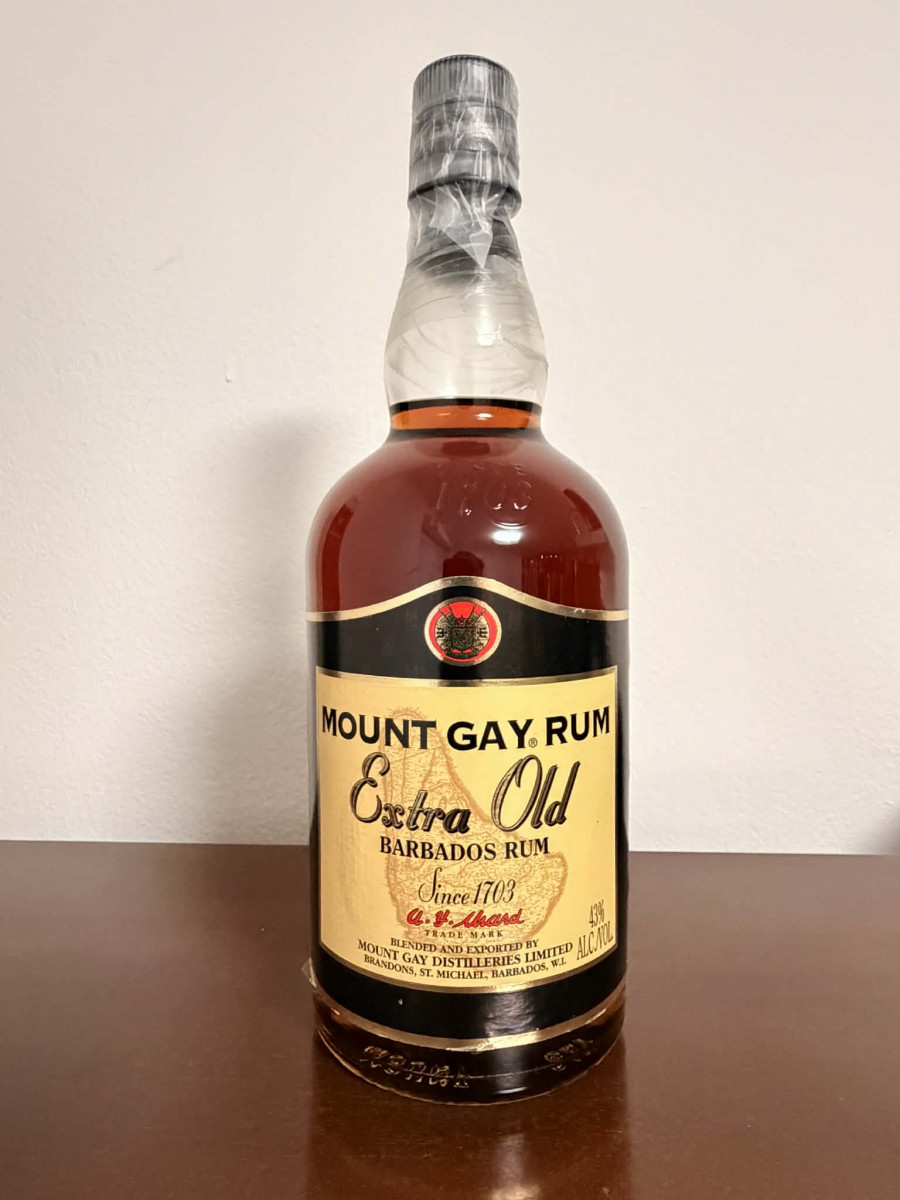 1703
MOUNT GAY® RUM
Extra Old
BARBADOS RUM
Since 1703
TRADE MARK
BLENDED AND EXPORTED BY
MOUNT GAY DISTILLERIES LIMITED
BRANDONS, ST. MICHAEL, BARBADOS, W.I.
43%
ALC/VOL.